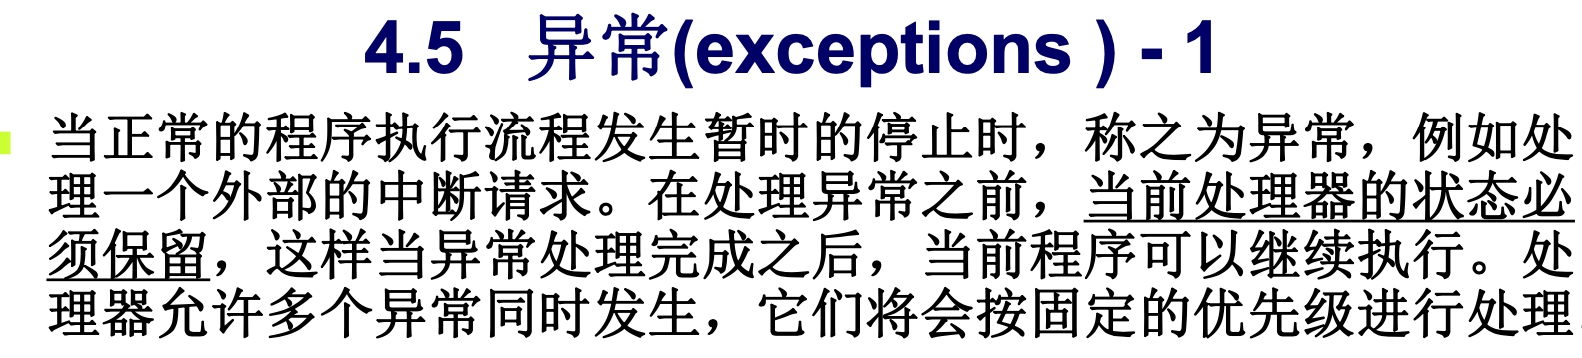 4.5 异常(exceptions ) - 1
当正常的程序执行流程发生暂时的停止时，称之为异常，例如处
理一个外部的中断请求。在处理异常之前，当前处理器的状态必
须保留，这样当异常处理完成之后，当前程序可以继续执行。处
理器允许多个异常同时发生，它们将会按固定的优先级进行处理